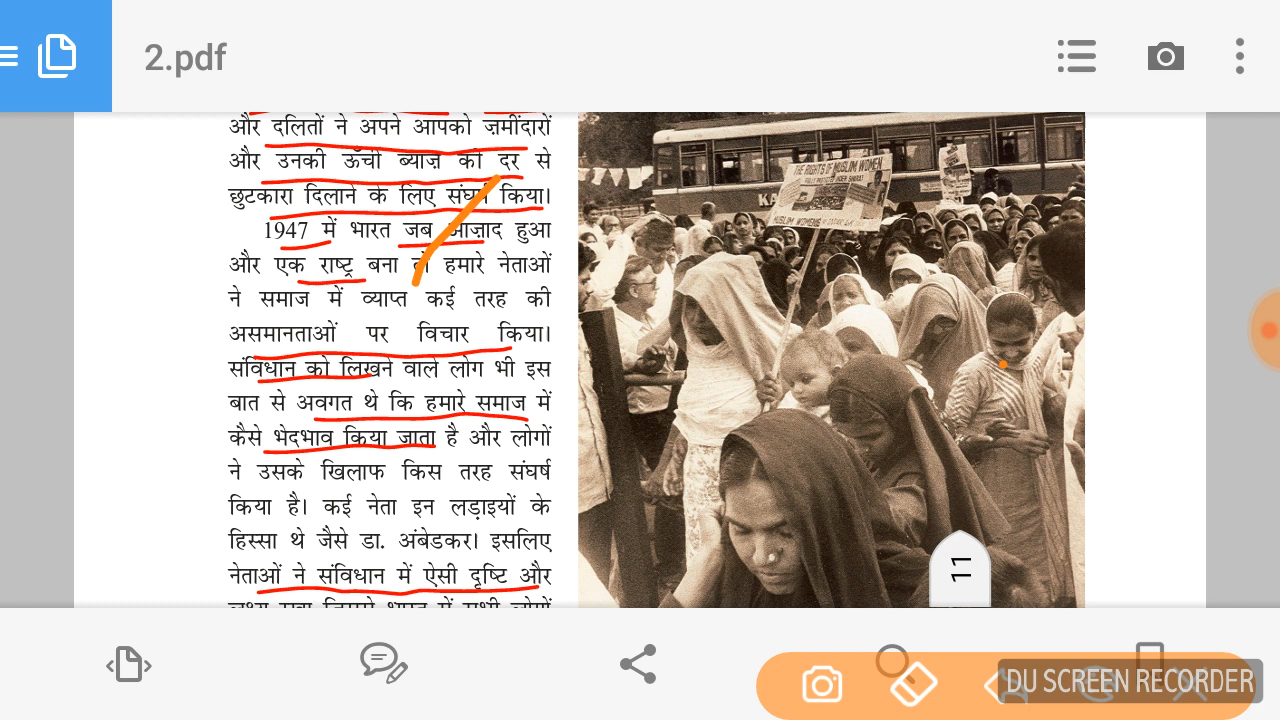 2.pdf
और दलितों ने अपने आपको ज़मींदारों
और उनकी ऊँची ब्याज़ की दर से
छुटकारा दिलाने के लिए संघर्ष किया।
1947 में भारत जब आज़ाद हुआ
और एक राष्ट्र बना तो हमारे नेताओं
ने समाज में व्याप्त कई तरह की
असमानताओं पर विचार किया।
संविधान को लिखने वाले लोग भी इस
बात से अवगत थे कि हमारे समाज में
कैसे भेदभाव किया जाता है और लोगों
ने उसके खिलाफ किस तरह संघर्ष
किया है। कई नेता इन लड़ाइयों के
हिस्सा थे जैसे डा. अंबेडकर। इसलिए
नेताओं ने संविधान में ऐसी दृष्टि और
THE RIGHTS OF MUSLIM WOMEN
MUSLIM WOMENS
11
DU SCREEN RECORDER